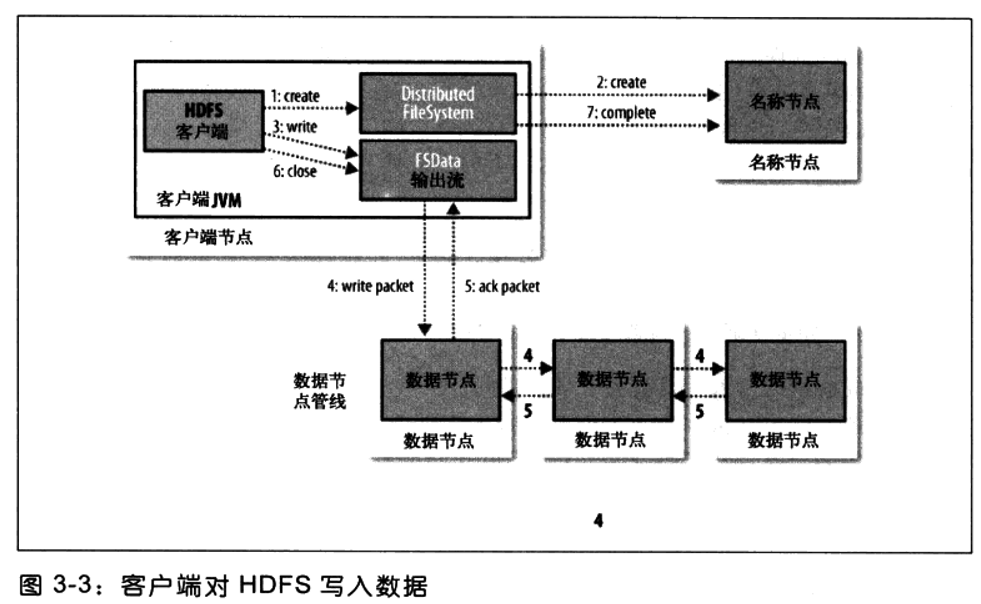 1: create
HDFS
客户端
3: write
6: close
Distributed
FileSystem
FSData
输出流
客户端JVM
客户端节点
2: create
7: complete
名称节点
名称节点
4: write packet
5: ack packet
数据节
点管线
数据节点
4
5
数据节点
4
5
数据节点
数据节点
数据节点
数据节点
4
图 3-3：客户端对 HDFS 写入数据